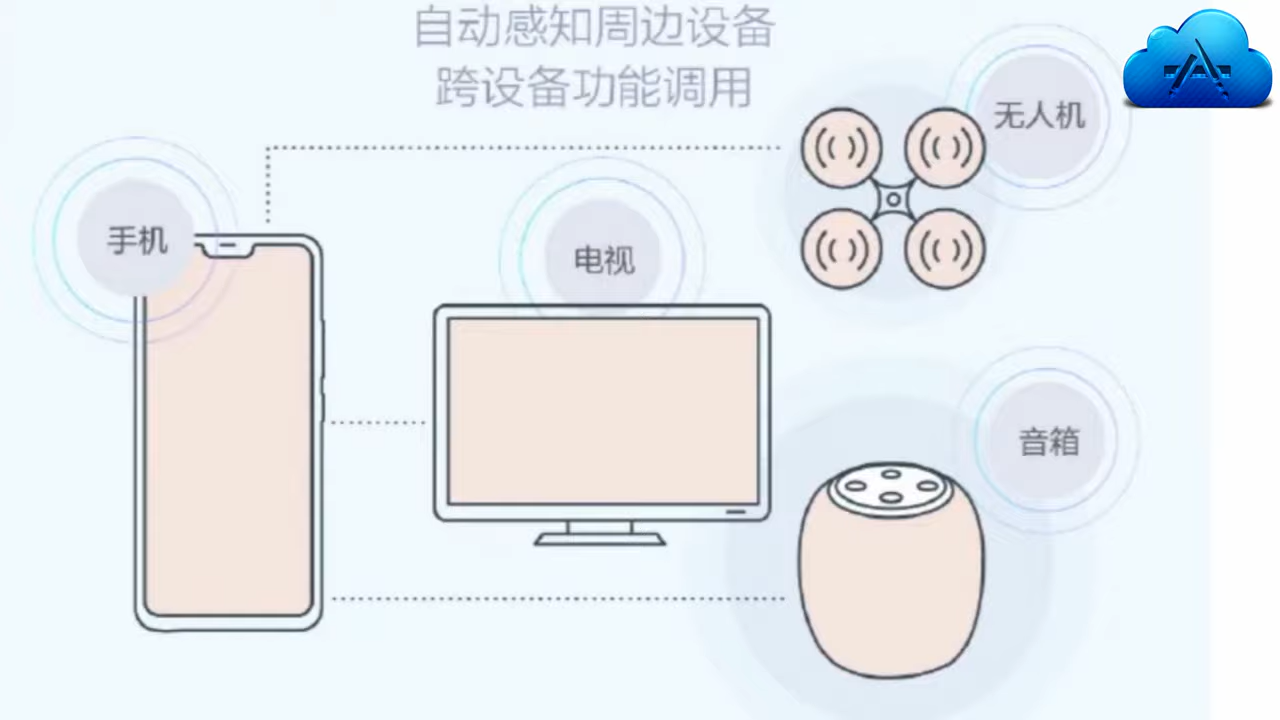 自动感知周边设备
跨设备功能调用
无人机
手机
电视
音箱